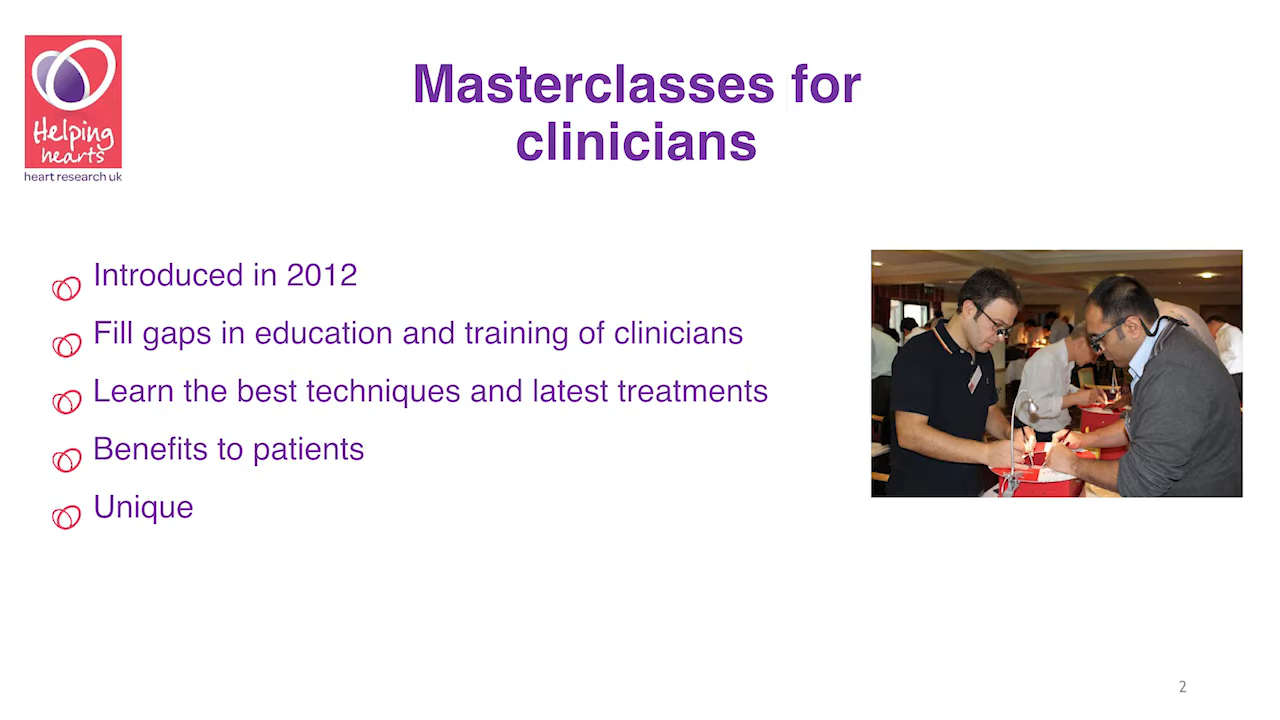 Helping
hearts
heart research uk
Masterclasses for
clinicians
Introduced in 2012
Fill gaps in education and training of clinicians
Learn the best techniques and latest treatments
Benefits to patients
Unique
2